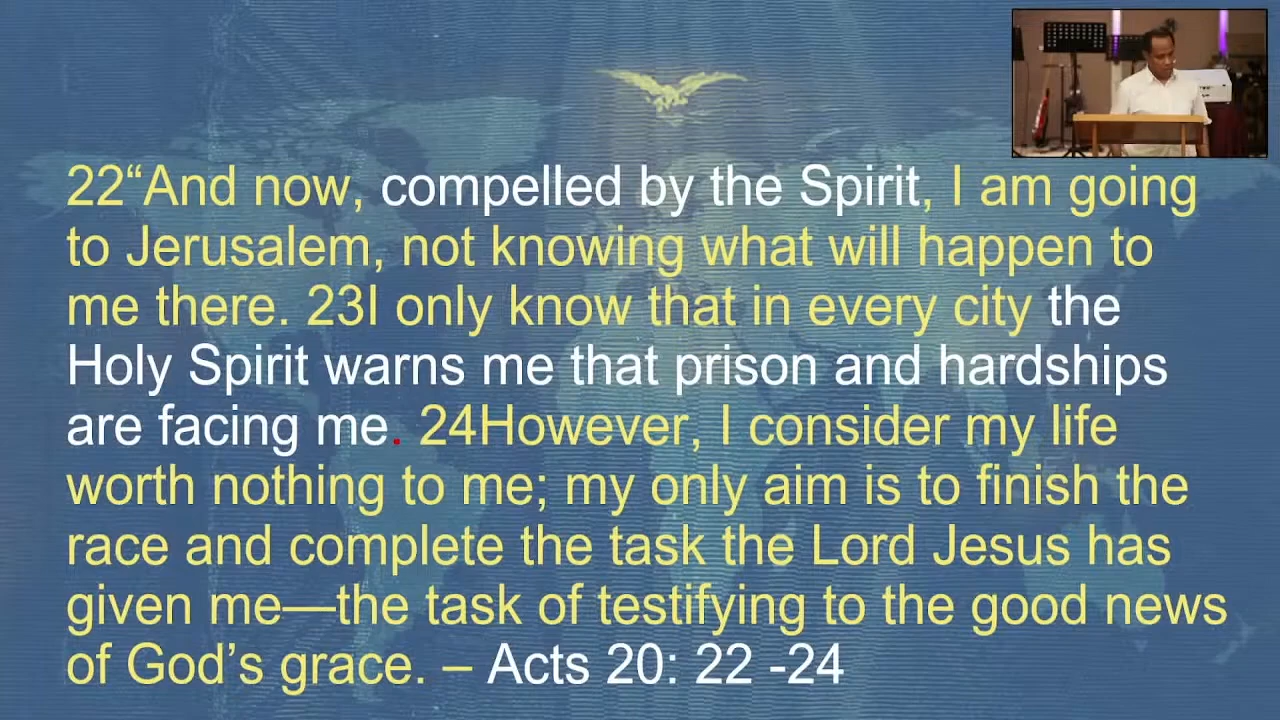 22“And now, compelled by the Spirit, I am going
to Jerusalem, not knowing what will happen to
me there. 23I only know that in every city the
Holy Spirit warns me that prison and hardships
are facing me. 24However, I consider my life
worth nothing to me; my only aim is to finish the
race and complete the task the Lord Jesus has
given me—the task of testifying to the good news
of God’s grace. – Acts 20: 22 -24